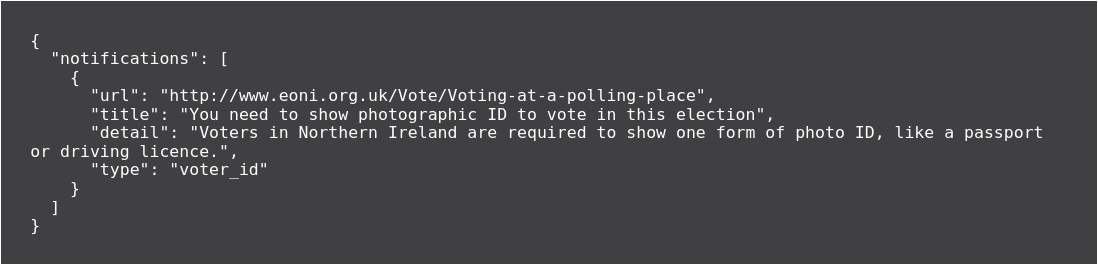 {
  "notifications": [
    {
      "url": "http://www.eoni.org.uk/Vote/Voting-at-a-polling-place",
      "title": "You need to show photographic ID to vote in this election",
      "detail": "Voters in Northern Ireland are required to show one form of photo ID, like a passport
or driving licence.",
      "type": "voter_id"
    }
  ]
}